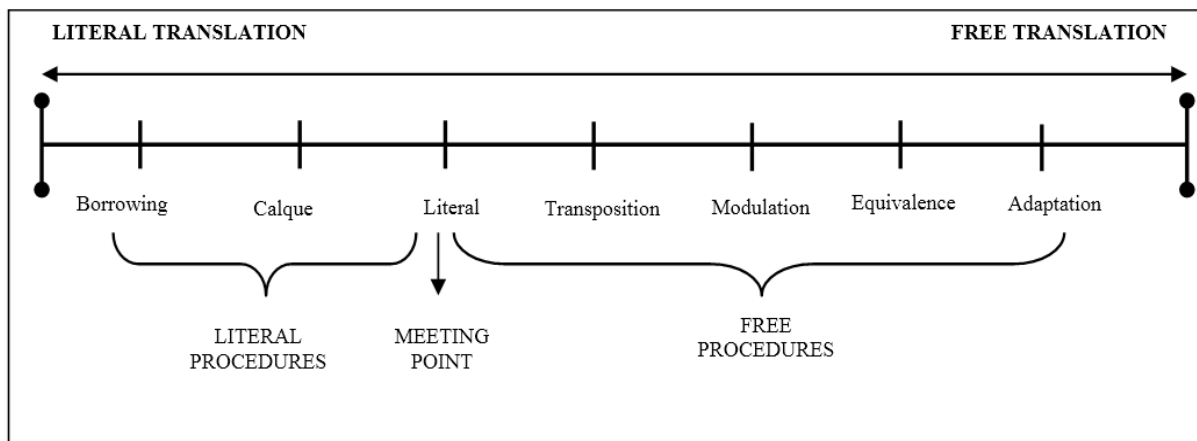 LITERAL TRANSLATION
FREE TRANSLATION
Borrowing
Calque
Literal
Transposition
Modulation
Equivalence
Adaptation
LITERAL
PROCEDURES
MEETING
POINT
FREE
PROCEDURES